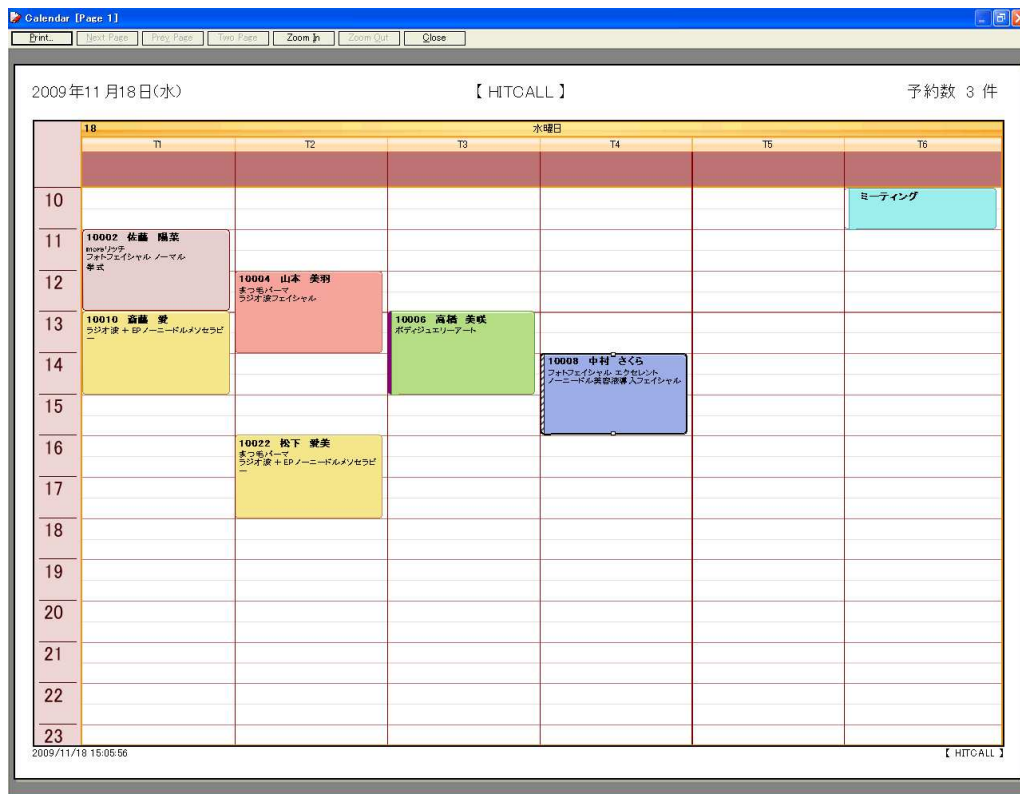 Calendar [Page 1]
Print... Next Page Prev Page Two Page Zoom In Zoom Out Close
2009年11月18日(水) 【 HITCALL 】 予約数 3 件
18 水曜日
T1 T2 T3 T4 T5 T6
10
ミーティング
11
10002 佐藤 陽菜
moreリッチ
フォトフェイシャル ノーマル
挙式
12
10004 山本 美羽
まつ毛パーマ
ラジオ波フェイシャル
13
10010 斎藤 愛
ラジオ波 + EPノーニードルメソセラピ
ー
10006 高橋 美咲
ボディジュエリーアート
14
10008 中村 さくら
フォトフェイシャル エクセレント
ノーニードル美容液導入フェイシャル
15
16
10022 松下 愛美
まつ毛パーマ
ラジオ波 + EPノーニードルメソセラピ
ー
17
18
19
20
21
22
23
2009/11/18 15:05:56 【 HITCALL 】